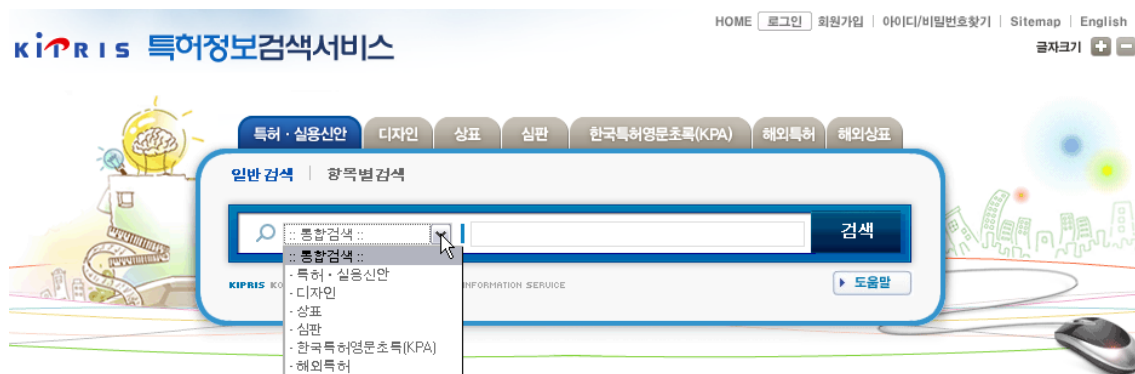 HOME 로그인 회원가입 | 아이디/비밀번호찾기 | Sitemap | English
KIPRIS 특허정보검색서비스
글자크기
특허 · 실용신안 디자인 상표 심판 한국특허영문초록(KPA) 해외특허 해외상표
일반검색 | 항목별검색
:: 통합검색 :: 검색
:: 통합검색 ::
- 특허 · 실용신안
- 디자인
- 상표
- 심판
- 한국특허영문초록(KPA)
- 해외특허
KIPRIS KO
INFORMATION SERVICE
도움말